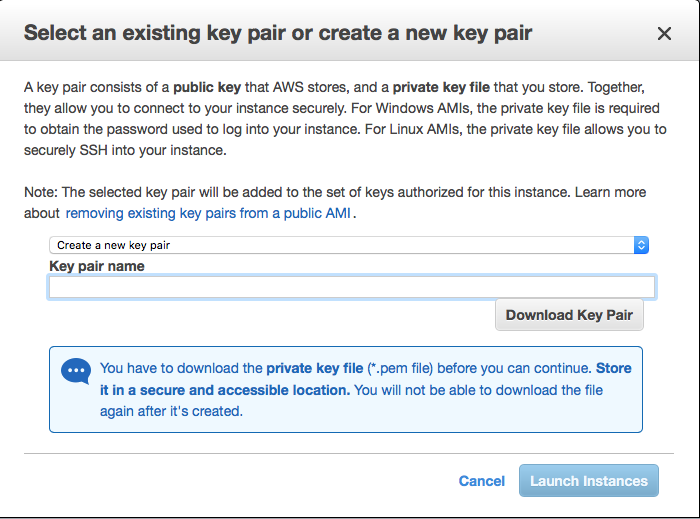 Select an existing key pair or create a new key pair
A key pair consists of a public key that AWS stores, and a private key file that you store. Together,
they allow you to connect to your instance securely. For Windows AMIs, the private key file is required
to obtain the password used to log into your instance. For Linux AMIs, the private key file allows you to
securely SSH into your instance.
Note: The selected key pair will be added to the set of keys authorized for this instance. Learn more
about removing existing key pairs from a public AMI.
Create a new key pair
Key pair name
Download Key Pair
You have to download the private key file (*.pem file) before you can continue. Store
it in a secure and accessible location. You will not be able to download the file
again after it's created.
Cancel Launch Instances